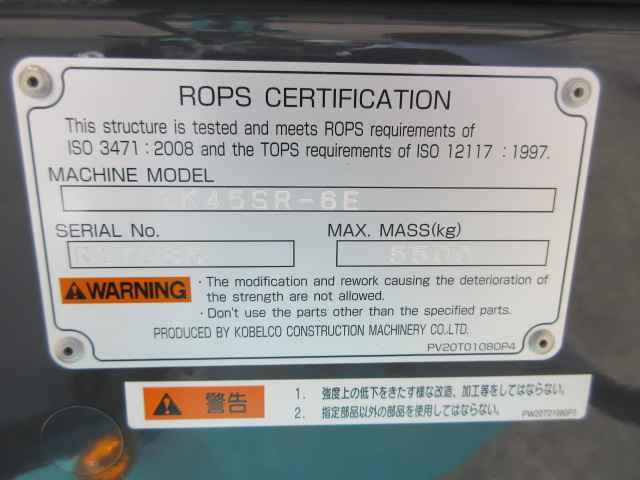 ROPS CERTIFICATION
This structure is tested and meets ROPS requirements of
ISO 3471 : 2008 and the TOPS requirements of ISO 12117 : 1997.
MACHINE MODEL
SK45SR-6E
SERIAL No.
MAX. MASS(kg)
WARNING
・The modification and rework causing the deterioration of
the strength are not allowed.
・Don't use the parts other than the specified parts.
PRODUCED BY KOBELCO CONSTRUCTION MACHINERY CO.LTD.
PV20T01080P4
警告
1. 強度上の低下をきたす様な改造、加工等をしてはならない。
2. 指定部品以外の部品を使用してはならない。
PW20T01080P1